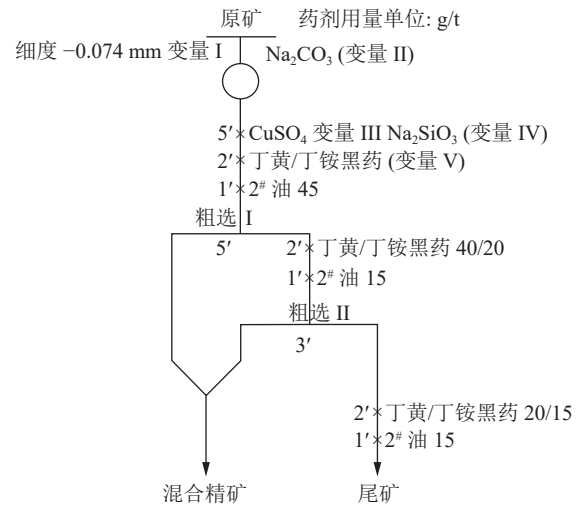 原矿 药剂用量单位: g/t
细度 −0.074 mm 变量 I Na₂CO₃ (变量 II)
5′ CuSO₄ 变量 III Na₂SiO₃ (变量 IV)
2′ 丁黄/丁铵黑药 (变量 V)
1′ 2# 油 45
粗选 I
5′ 2′ 丁黄/丁铵黑药 40/20
1′ 2# 油 15
粗选 II
3′
2′ 丁黄/丁铵黑药 20/15
1′ 2# 油 15
混合精矿 尾矿